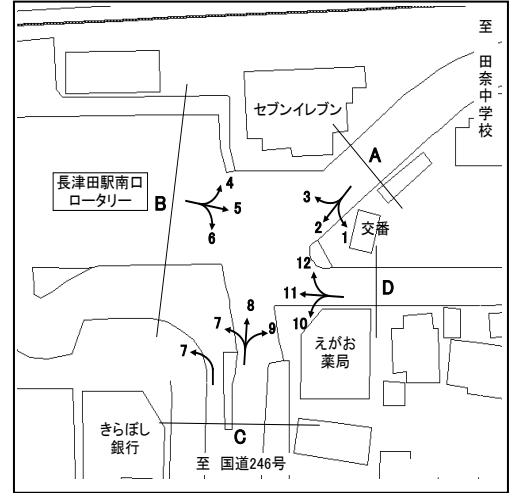 至
田奈中学校
セブンイレブン
A
長津田駅南口
ロータリー
B
4
5
6
3
2
1
交番
12
11
10
D
8
7
9
7
えがお
薬局
きらぼし
銀行
C
至 国道246号